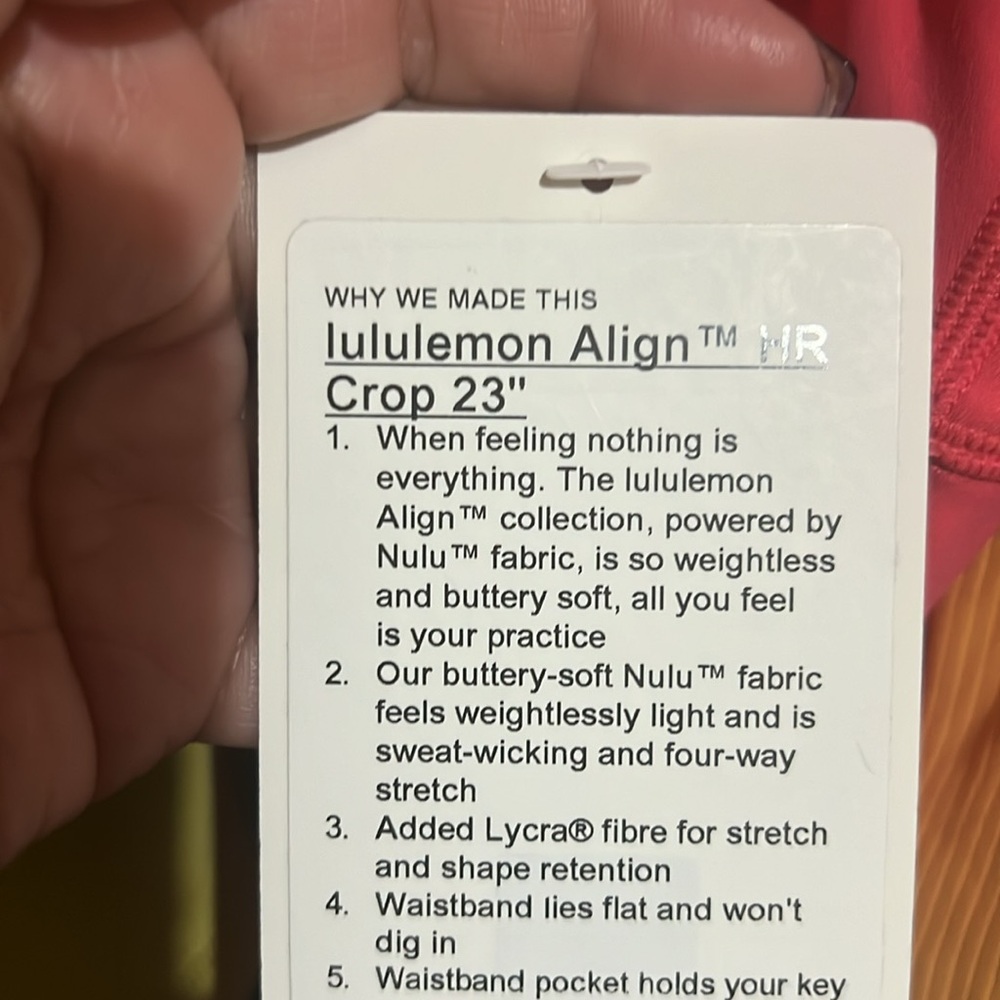 WHY WE MADE THIS
lululemon Align™ HR
Crop 23"
1. When feeling nothing is
everything. The lululemon
Align™ collection, powered by
Nulu™ fabric, is so weightless
and buttery soft, all you feel
is your practice
2. Our buttery-soft Nulu™ fabric
feels weightlessly light and is
sweat-wicking and four-way
stretch
3. Added Lycra® fibre for stretch
and shape retention
4. Waistband lies flat and won't
dig in
5. Waistband pocket holds your key